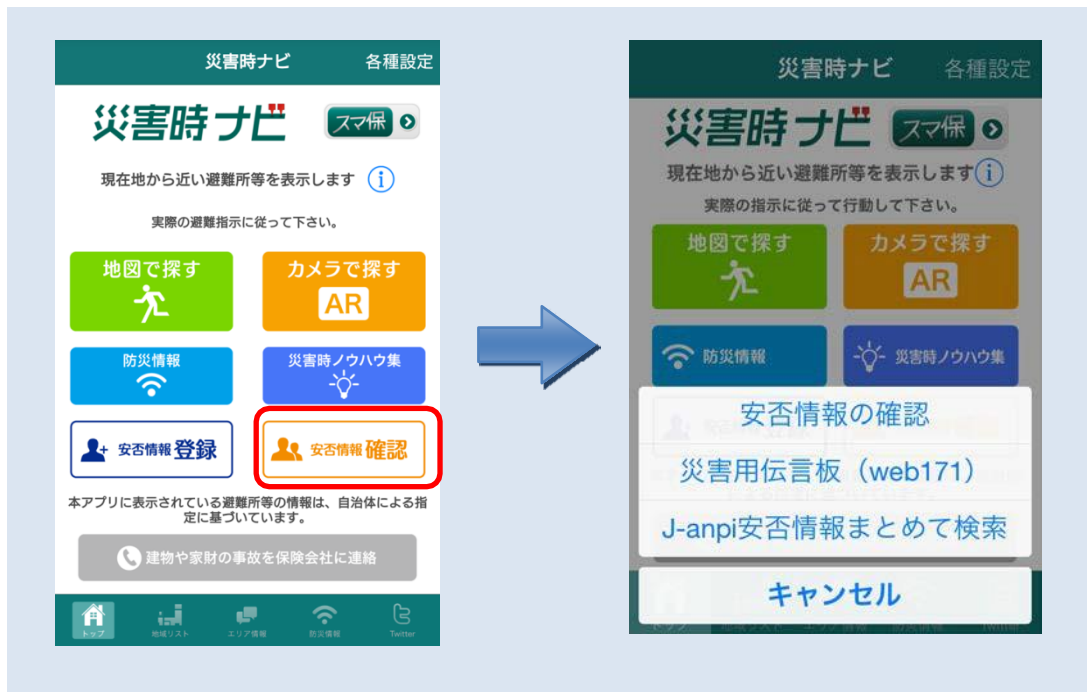 災害時ナビ 各種設定
災害時ナビ スマ保
現在地から近い避難所等を表示します i
実際の避難指示に従って下さい。
地図で探す カメラで探す
AR
防災情報 災害時ノウハウ集
安否情報登録 安否情報確認
本アプリに表示されている避難所等の情報は、自治体による指
定に基づいています。
建物や家財の事故を保険会社に連絡
トップ 地域リスト エリア情報 防災情報 Twitter
災害時ナビ 各種設定
災害時ナビ スマ保
現在地から近い避難所等を表示します i
実際の指示に従って行動して下さい。
地図で探す カメラで探す
AR
防災情報 災害時ノウハウ集
安否情報の確認
災害用伝言板（web171）
J-anpi安否情報まとめて検索
キャンセル